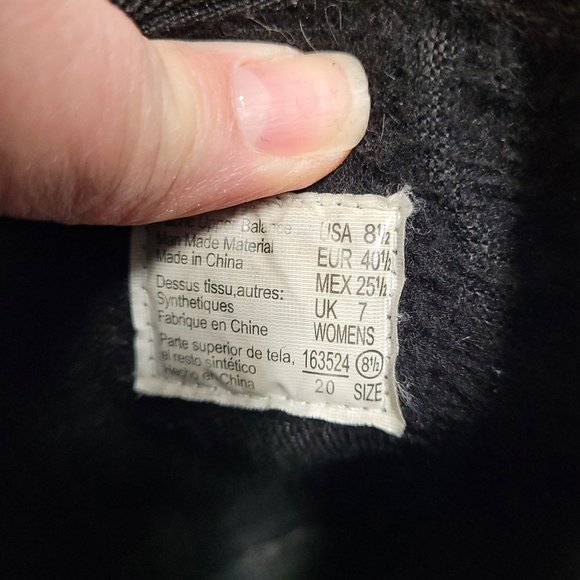 Upper Balance
Man Made Material
Made in China
Dessus tissu,autres:
Synthetiques
Fabrique en Chine
Parte superior de tela,
el resto sintético
Hecho en China
USA 8½
EUR 40½
MEX 25½
UK 7
WOMENS
163524 8½
20 SIZE